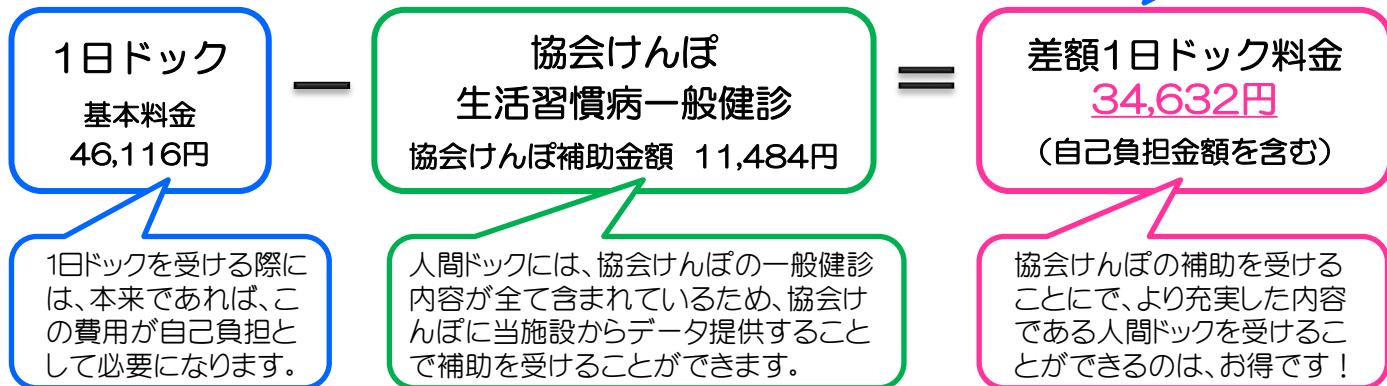 1日ドック
基本料金
46,116円
－
協会けんぽ
生活習慣病一般健診
協会けんぽ補助金額 11,484円
＝
差額1日ドック料金
34,632円
（自己負担金額を含む）
1日ドックを受ける際に
は、本来であれば、こ
の費用が自己負担と
して必要になります。
人間ドックには、協会けんぽの一般健診
内容が全て含まれているため、協会け
んぽに当施設からデータ提供すること
で補助を受けることができます。
協会けんぽの補助を受ける
ことにで、より充実した内容
である人間ドックを受けるこ
とができるのは、お得です！